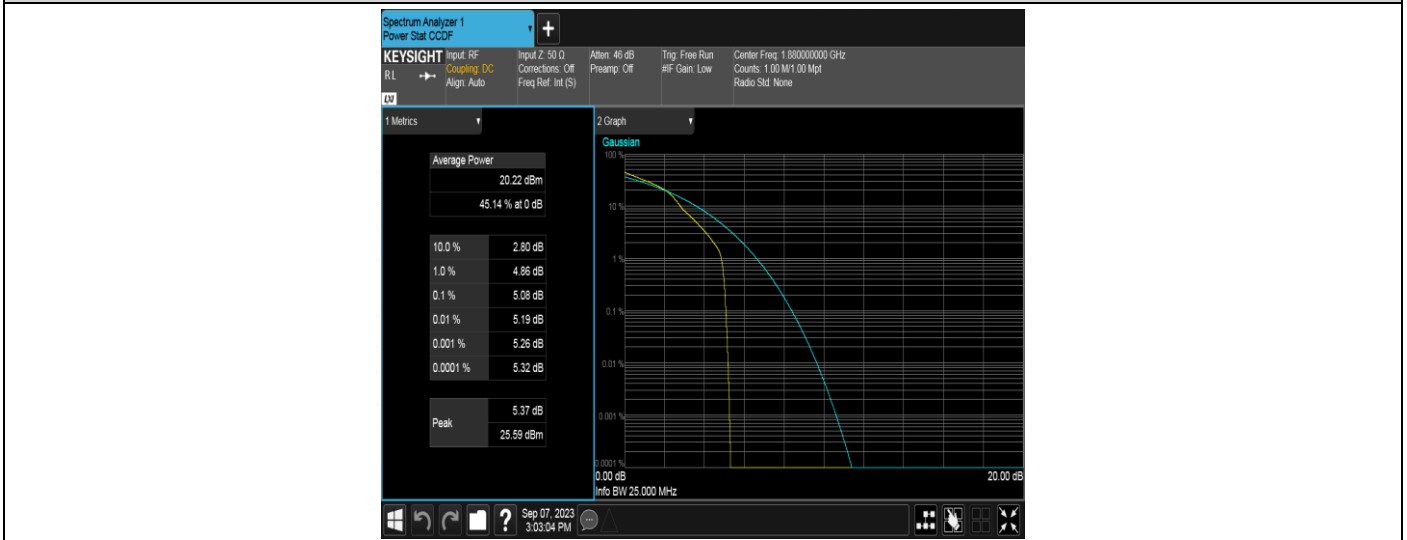 Spectrum Analyzer 1
Power Stat CCDF
KEYSIGHT
RL
LXI
Input: RF
Coupling: DC
Align: Auto
Input Z: 50 Ω
Corrections: Off
Freq Ref: Int (S)
Atten: 46 dB
Preamp: Off
Trig: Free Run
#IF Gain: Low
Center Freq: 1.880000000 GHz
Counts: 1.00 M/1.00 Mpt
Radio Std: None
1 Metrics
Average Power
20.22 dBm
45.14 % at 0 dB
10.0 % 2.80 dB
1.0 % 4.86 dB
0.1 % 5.08 dB
0.01 % 5.19 dB
0.001 % 5.26 dB
0.0001 % 5.32 dB
Peak
5.37 dB
25.59 dBm
2 Graph
Gaussian
100 %
10 %
1 %
0.1 %
0.01 %
0.001 %
0.0001 %
0.00 dB 20.00 dB
Info BW 25.000 MHz
Sep 07, 2023
3:03:04 PM